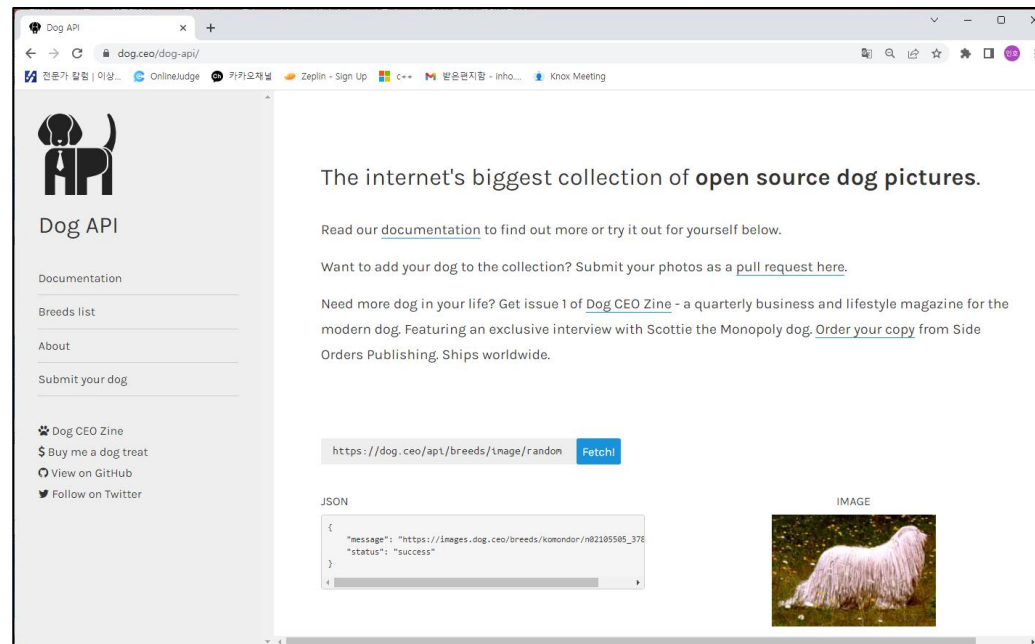 Dog API
dog.ceo/dog-api/
전문가 칼럼 | 이상...
OnlineJudge
카카오채널
Zeplin - Sign Up
c++
받은편지함 - inho....
Knox Meeting
API
Dog API
Documentation
Breeds list
About
Submit your dog
Dog CEO Zine
Buy me a dog treat
View on GitHub
Follow on Twitter
The internet's biggest collection of open source dog pictures.
Read our documentation to find out more or try it out for yourself below.
Want to add your dog to the collection? Submit your photos as a pull request here.
Need more dog in your life? Get issue 1 of Dog CEO Zine - a quarterly business and lifestyle magazine for the
modern dog. Featuring an exclusive interview with Scottie the Monopoly dog. Order your copy from Side
Orders Publishing. Ships worldwide.
https://dog.ceo/api/breeds/image/random
Fetch!
JSON
IMAGE
{
"message": "https://images.dog.ceo/breeds/komondor/n02105505_378
"status": "success"
}